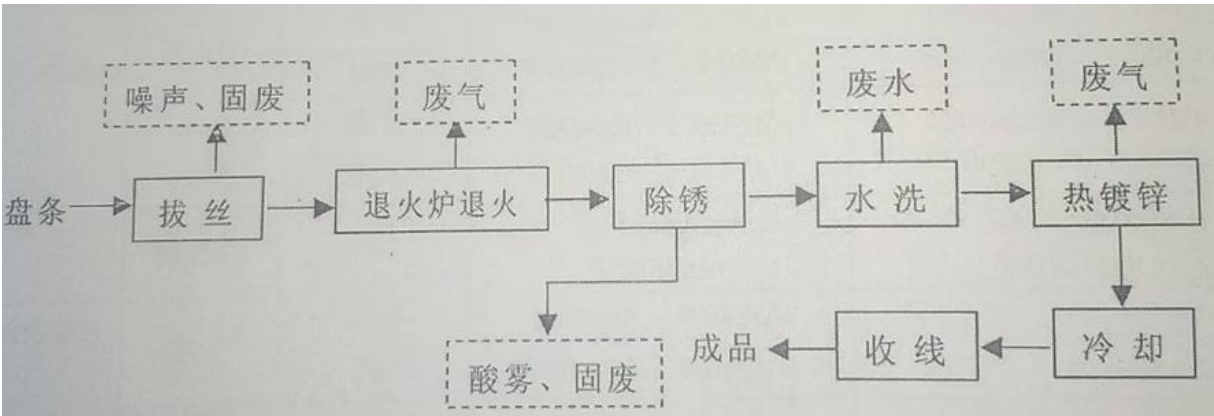 噪声、固废
废气
废水
废气
盘条
拔丝
退火炉退火
除锈
水洗
热镀锌
酸雾、固废
成品
收线
冷却